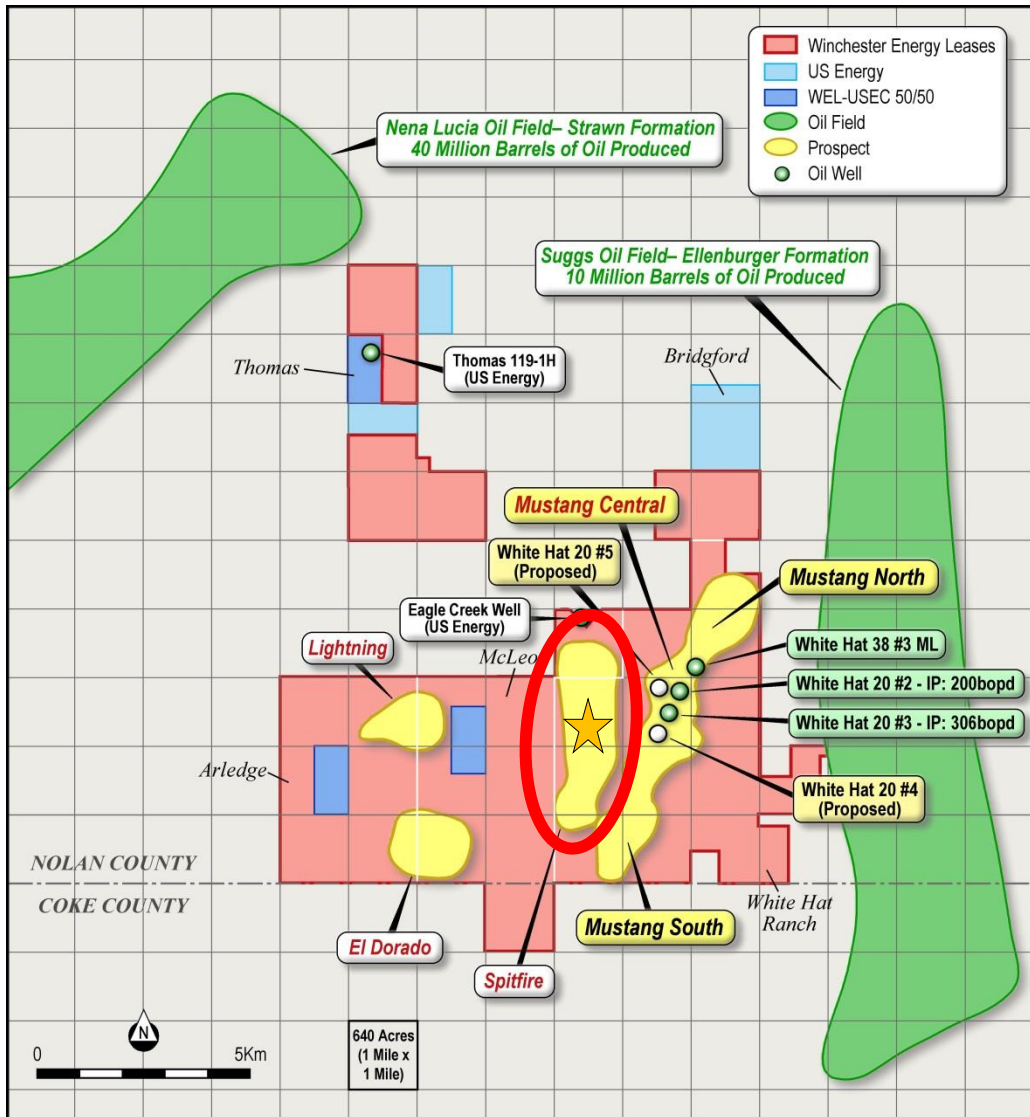 Winchester Energy Leases
US Energy
WEL-USEC 50/50
Oil Field
Prospect
Oil Well
Nena Lucia Oil Field– Strawn Formation
40 Million Barrels of Oil Produced
Suggs Oil Field– Ellenburger Formation
10 Million Barrels of Oil Produced
Thomas
Thomas 119-1H
(US Energy)
Bridgford
Mustang Central
White Hat 20 #5
(Proposed)
Mustang North
Eagle Creek Well
(US Energy)
Lightning
McLeo
White Hat 38 #3 ML
White Hat 20 #2 - IP: 200bopd
White Hat 20 #3 - IP: 306bopd
Arledge
White Hat 20 #4
(Proposed)
NOLAN COUNTY
COKE COUNTY
White Hat
Ranch
Mustang South
El Dorado
Spitfire
N
0 5Km
640 Acres
(1 Mile x
1 Mile)